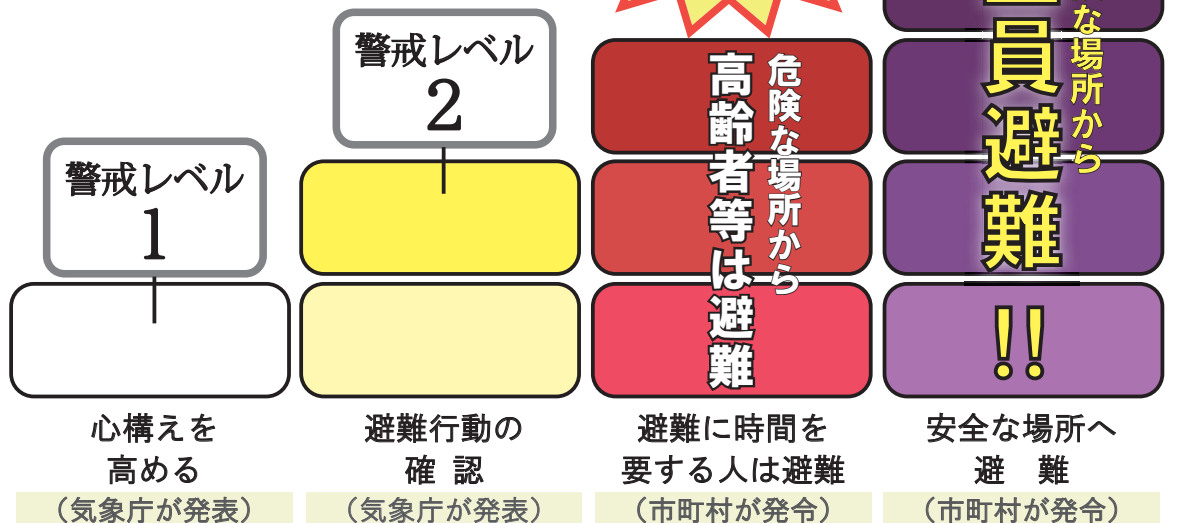 警戒レベル
1
心構えを
高める
（気象庁が発表）
警戒レベル
2
避難行動の
確 認
（気象庁が発表）
危険な場所から
高齢者等は避難
避難に時間を
要する人は避難
（市町村が発令）
な場所から
員避難
!!
安全な場所へ
避 難
（市町村が発令）